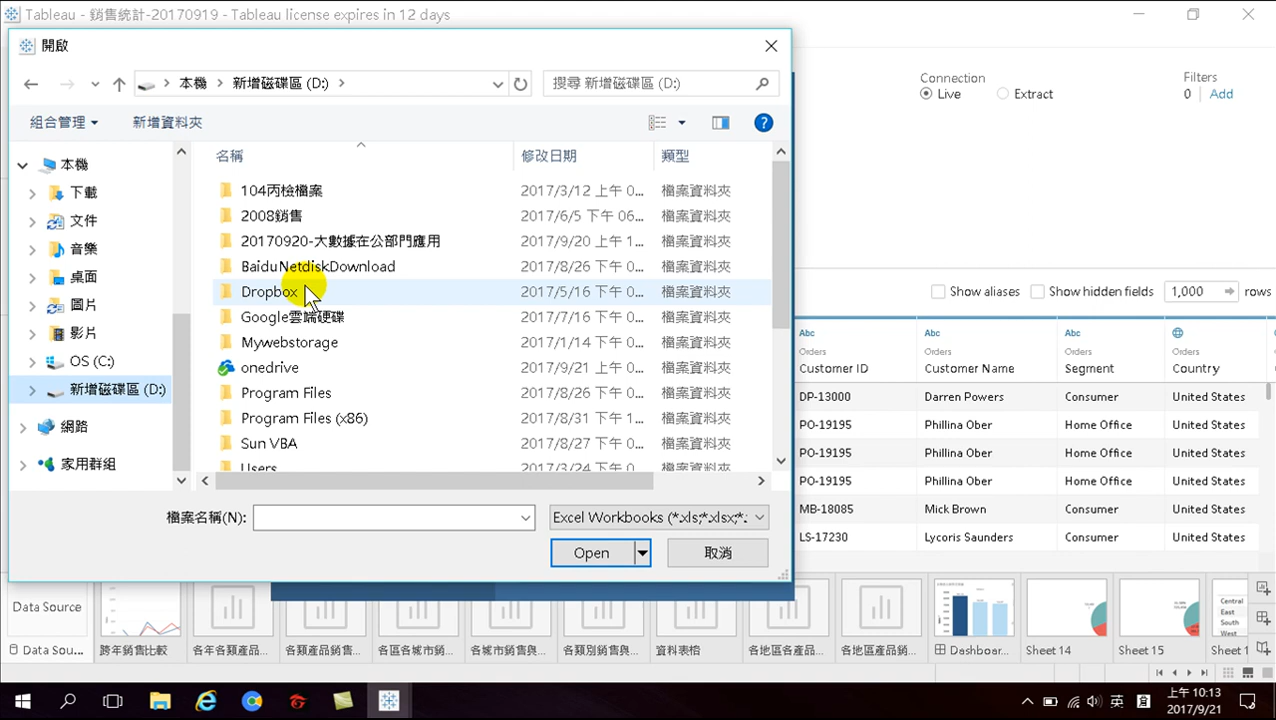 Tableau - 銷售統計-20170919 - Tableau license expires in 12 days
開啟
本機 新增磁碟區 (D:)
搜尋 新增磁碟區 (D:)
組合管理 新增資料夾
名稱 修改日期 類型
本機
下載
文件
音樂
桌面
圖片
影片
OS (C:)
新增磁碟區 (D:)
網路
家用群組
104丙檢檔案 2017/3/12 上午 0... 檔案資料夾
2008銷售 2017/6/5 下午 06... 檔案資料夾
20170920-大數據在公部門應用 2017/9/20 上午 1... 檔案資料夾
BaiduNetdiskDownload 2017/8/26 下午 0... 檔案資料夾
Dropbox 2017/5/16 下午 0... 檔案資料夾
Google雲端硬碟 2017/7/16 下午 0... 檔案資料夾
Mywebstorage 2017/1/14 下午 0... 檔案資料夾
onedrive 2017/9/21 上午 0... 檔案資料夾
Program Files 2017/8/26 下午 0... 檔案資料夾
Program Files (x86) 2017/8/31 下午 1... 檔案資料夾
Sun VBA 2017/8/27 下午 0... 檔案資料夾
Users 2017/3/24 下午 0... 檔案資料夾
檔案名稱(N): Excel Workbooks (*.xls;*.xlsx;*.
Open 取消
Connection
Live Extract
Filters
0 Add
Show aliases Show hidden fields 1,000 rows
Abc Abc Abc
Orders Orders Orders Orders
Customer ID Customer Name Segment Country
DP-13000 Darren Powers Consumer United States
PO-19195 Phillina Ober Home Office United States
PO-19195 Phillina Ober Home Office United States
PO-19195 Phillina Ober Home Office United States
MB-18085 Mick Brown Consumer United States
LS-17230 Lycoris Saunders Consumer United States
Data Source
Central
East
South
West
Data Sou... 跨年銷售比較 各年各類產品... 各類產品銷售... 各區各城市銷... 各城市銷售與... 各類別銷售與... 資料表格 各地區各產品... 各地區產品銷... Dashboar... Sheet 14 Sheet 15 Sheet 1
英
上午 10:13
2017/9/21